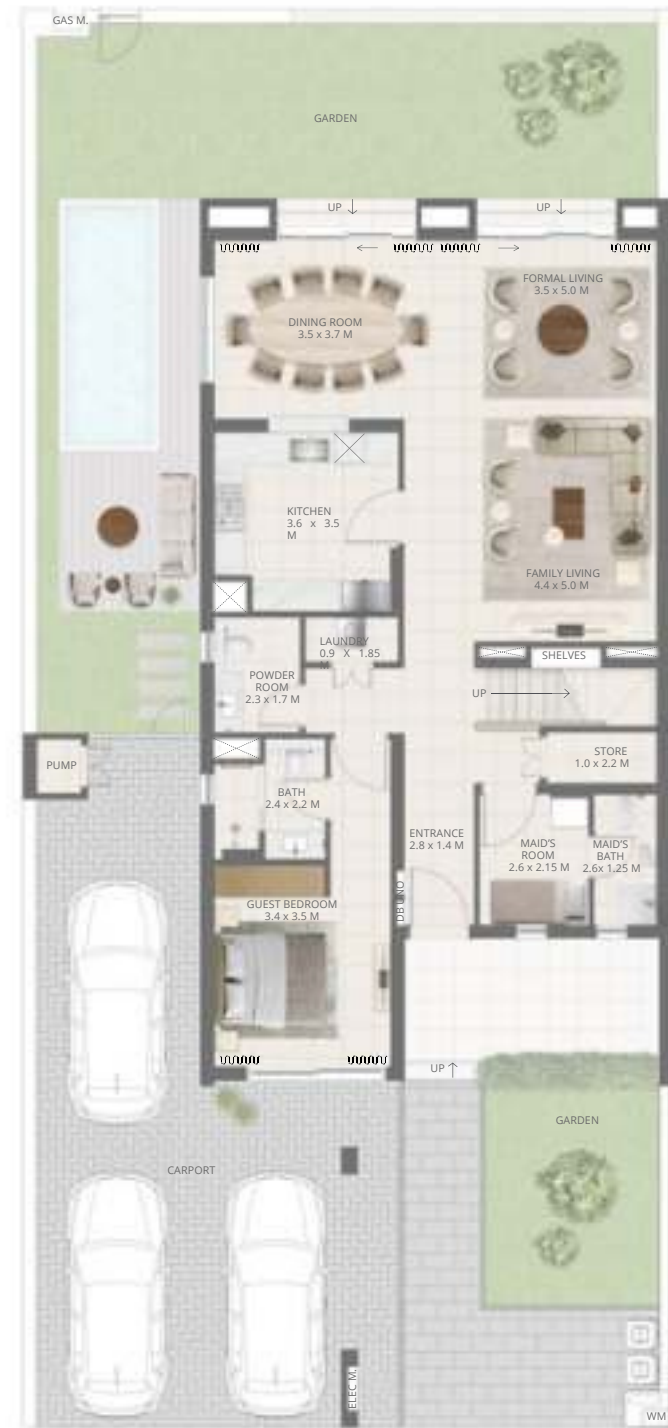 GAS M.
GARDEN
UP
UP
FORMAL LIVING
3.5 x 5.0 M
DINING ROOM
3.5 x 3.7 M
KITCHEN
3.6 x 3.5
M
FAMILY LIVING
4.4 x 5.0 M
LAUNDRY
0.9 X 1.85
M
SHELVES
POWDER
ROOM
2.3 x 1.7 M
UP
PUMP
STORE
1.0 x 2.2 M
BATH
2.4 x 2.2 M
ENTRANCE
2.8 x 1.4 M
MAID'S
ROOM
2.6 x 2.15 M
MAID'S
BATH
2.6x 1.25 M
DB UNO
GUEST BEDROOM
3.4 x 3.5 M
UP
GARDEN
CARPORT
ELEC M.
WM